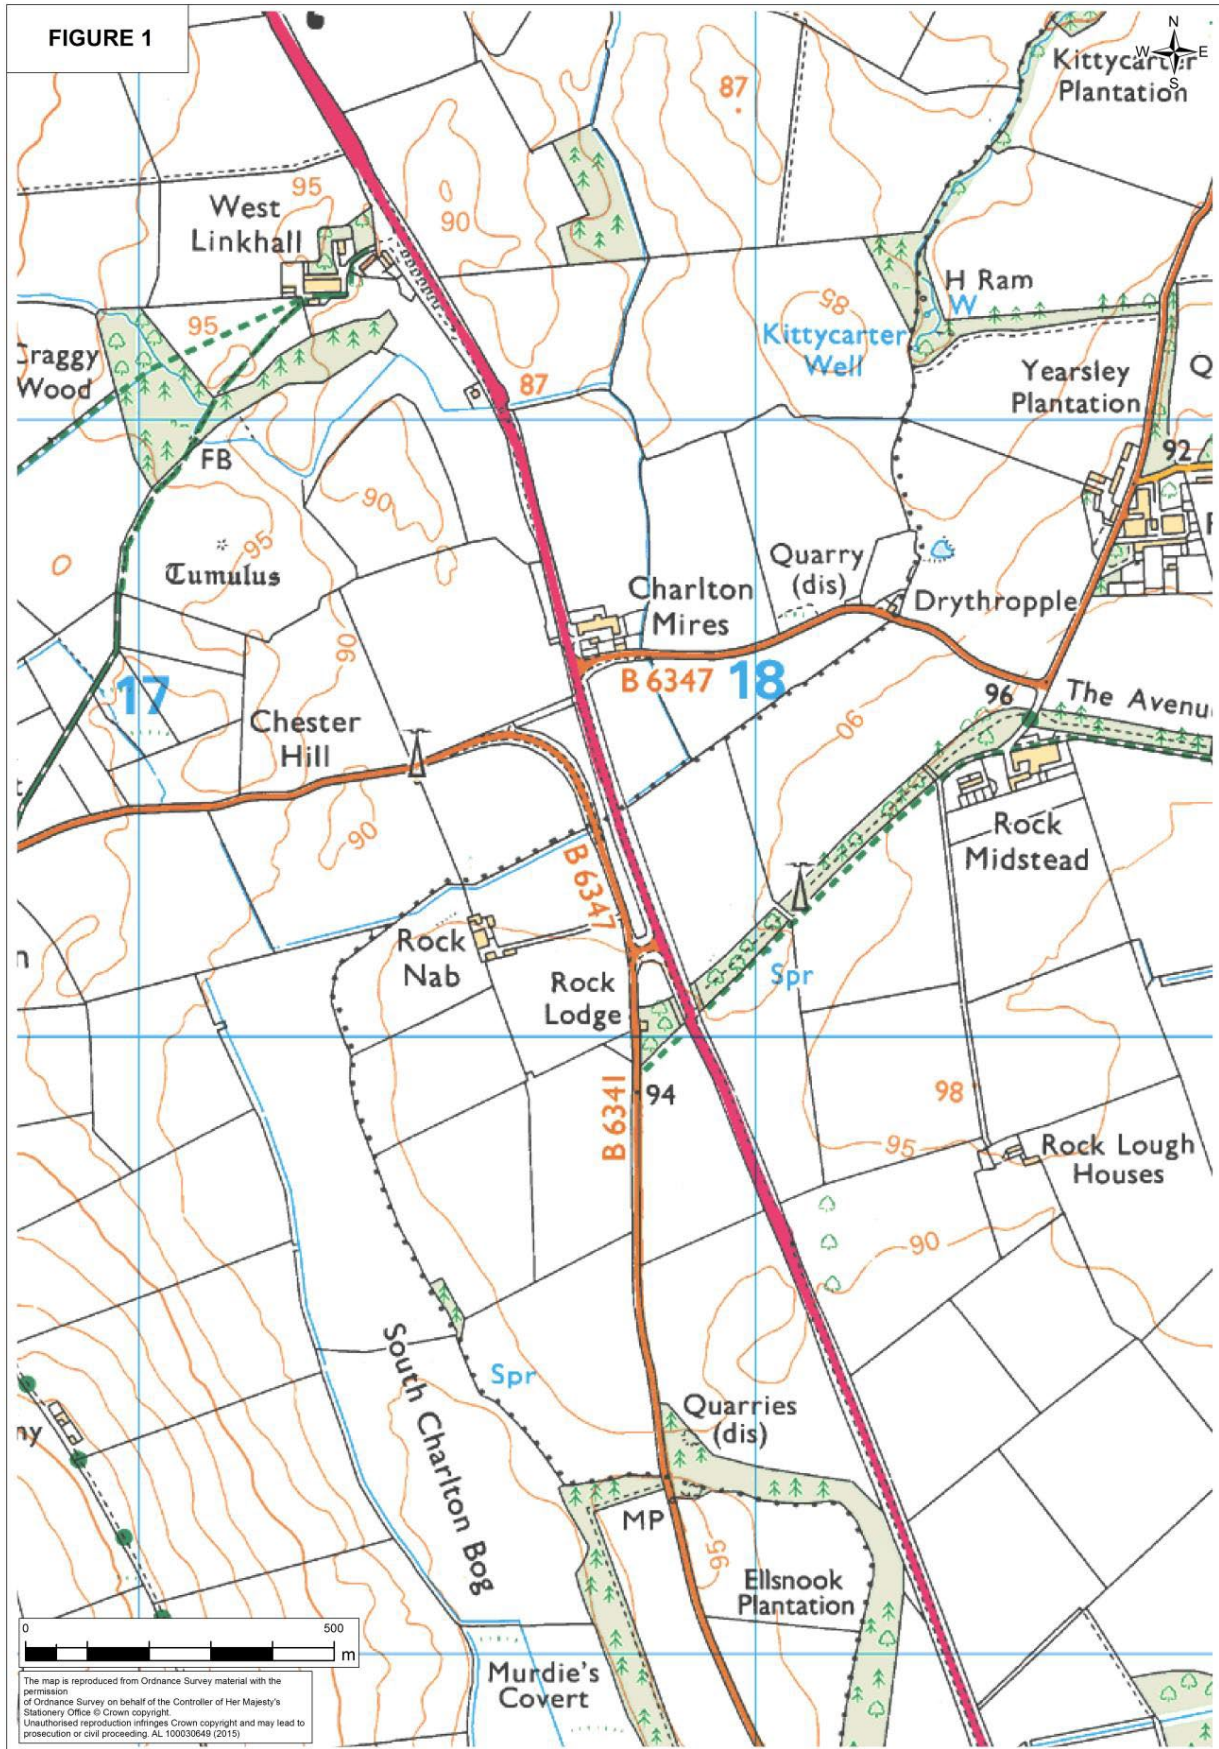 FIGURE 1
N
W
E
S
Kittycarter
Plantation
87
95
West
Linkhall
90
85
H Ram
W
Kittycarter
Well
95
Craggy
Wood
87
Yearsley
Plantation
Q
92
FB
90
95
Tumulus
Quarry
(dis)
Charlton
Mires
Drythropple
90
B 6347
18
17
96
The Avenu
Chester
Hill
90
90
Rock
Midstead
B 6347
Rock
Nab
Spr
Rock
Lodge
94
98
B 6341
95
Rock Lough
Houses
90
South Charlton Bog
Spr
Quarries
(dis)
ny
MP
95
Ellsnook
Plantation
Murdie's
Covert
0
500
m
The map is reproduced from Ordnance Survey material with the
permission
of Ordnance Survey on behalf of the Controller of Her Majesty's
Stationery Office © Crown copyright.
Unauthorised reproduction infringes Crown copyright and may lead to
prosecution or civil proceeding. AL 100030649 (2015)